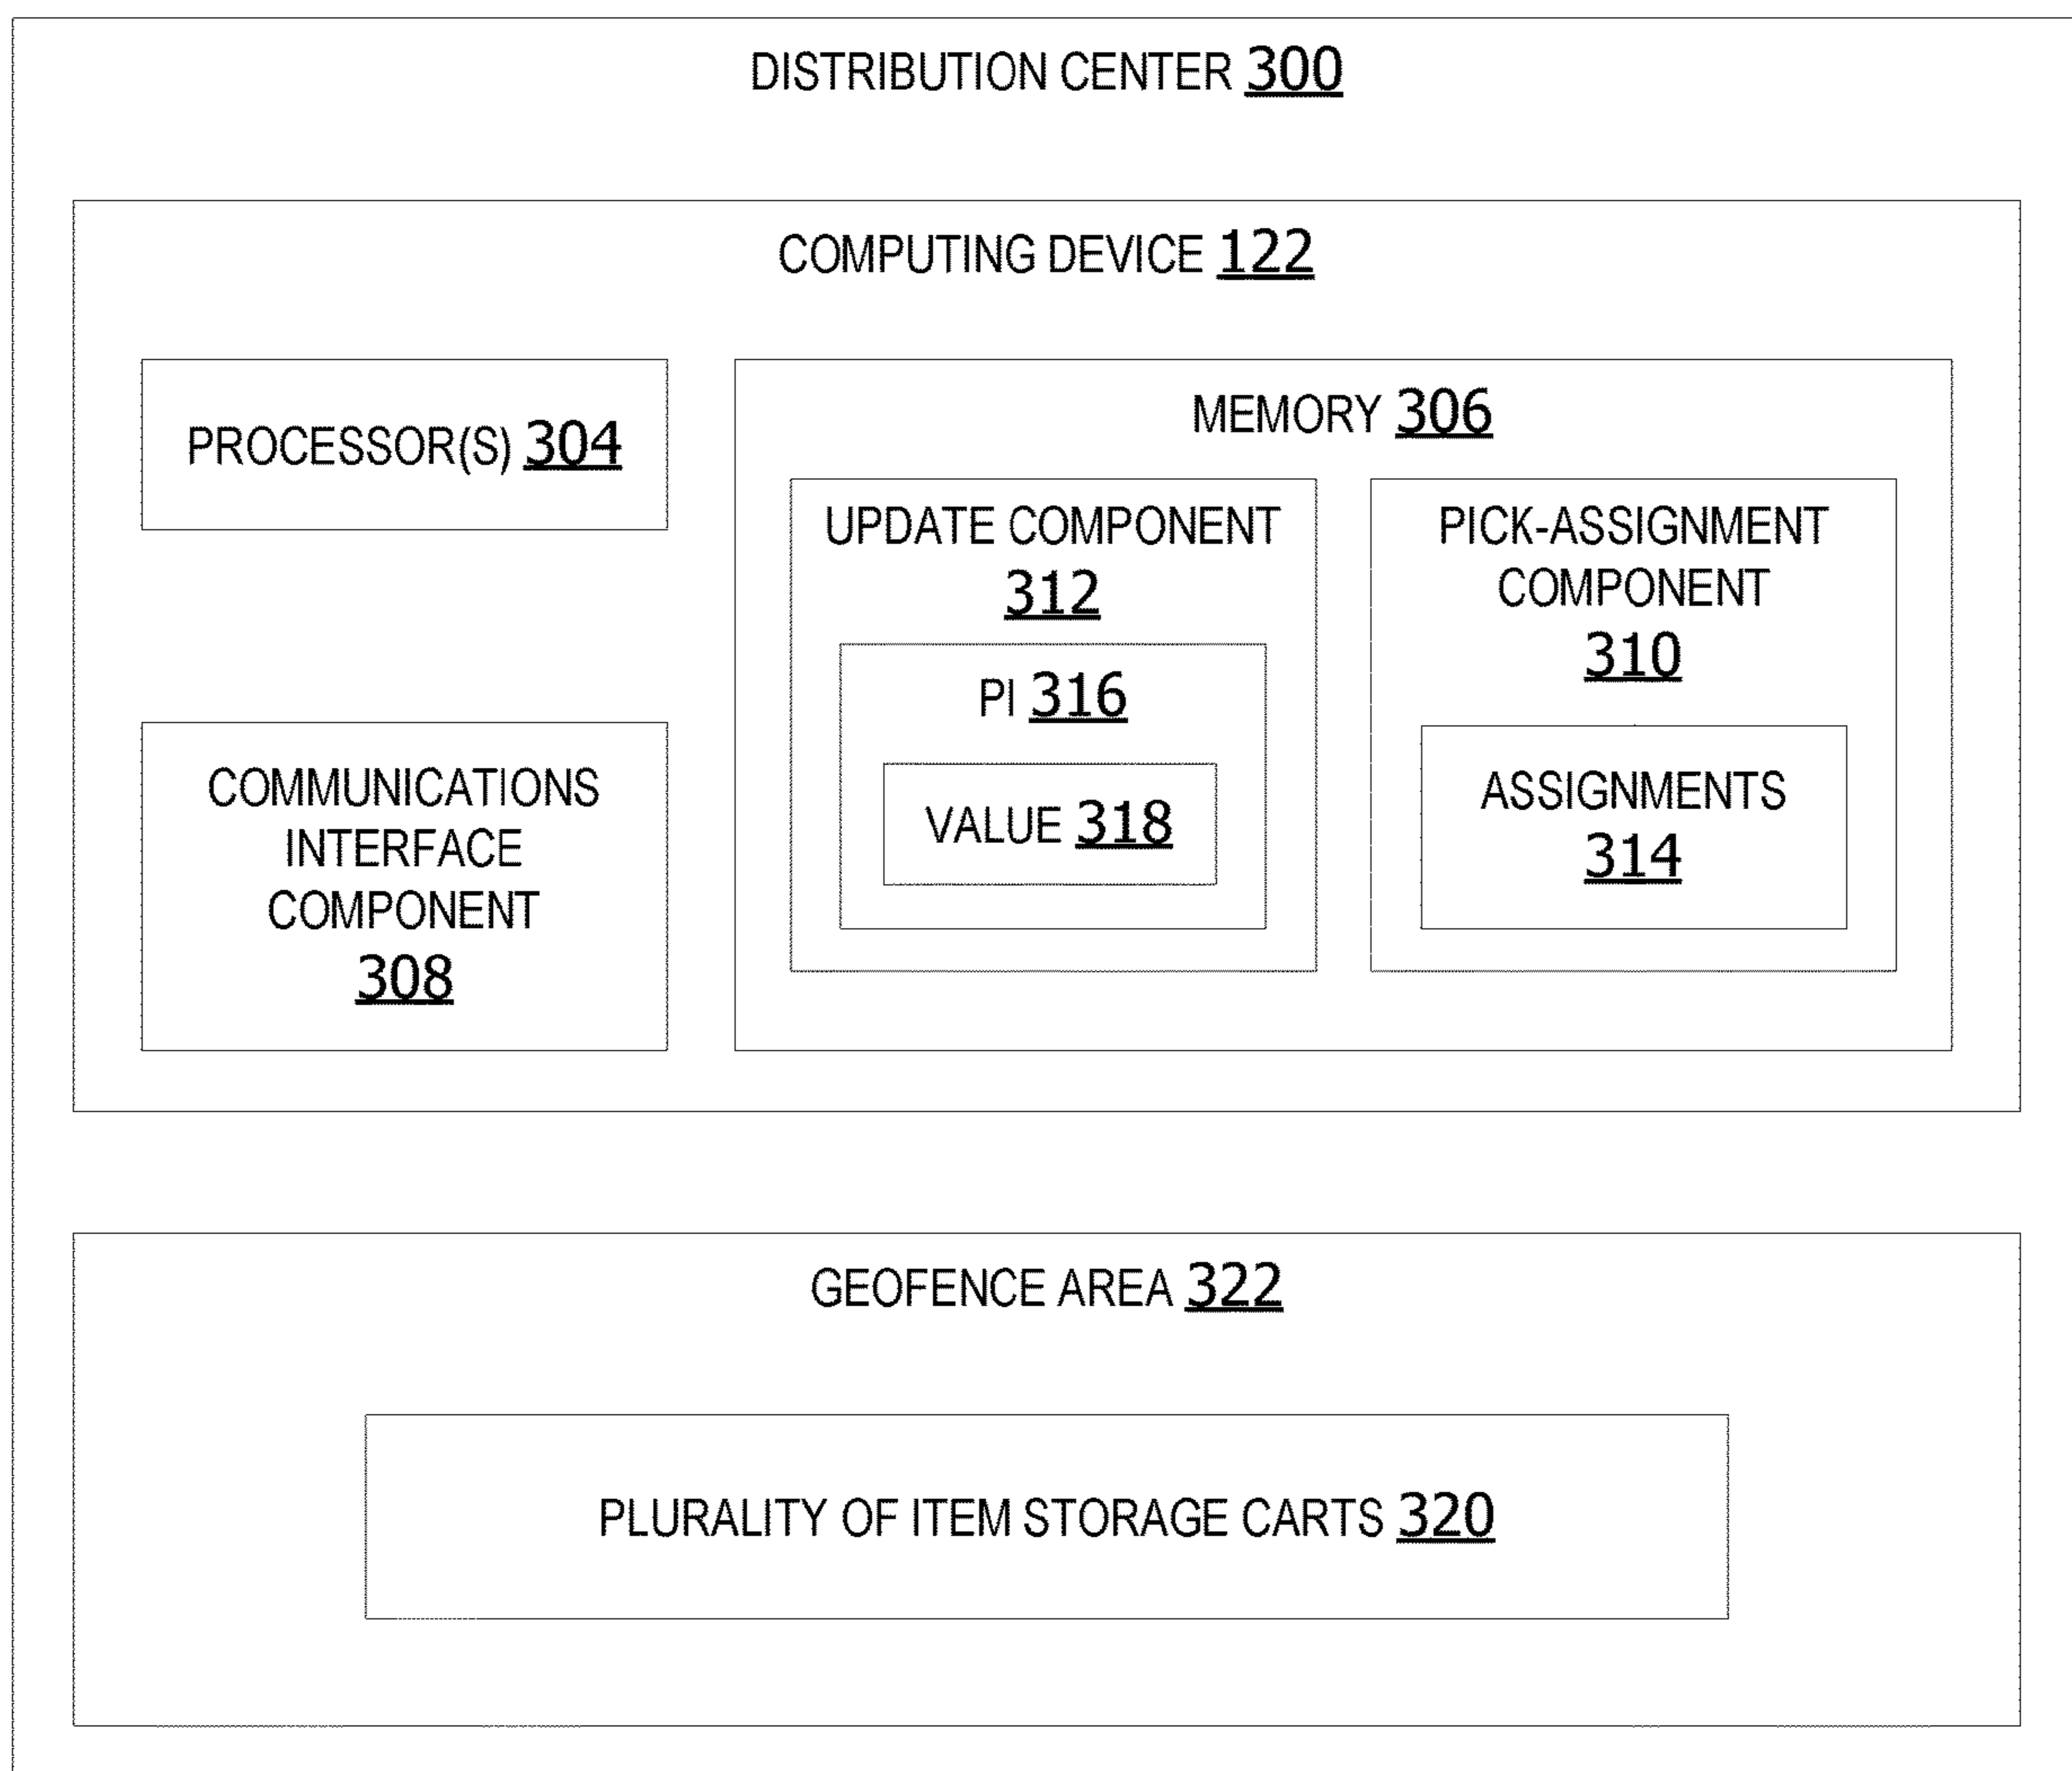 DISTRIBUTION CENTER 300
COMPUTING DEVICE 122
PROCESSOR(S) 304
COMMUNICATIONS
INTERFACE
COMPONENT
308
MEMORY 306
UPDATE COMPONENT
312
PI 316
VALUE 318
PICK-ASSIGNMENT
COMPONENT
310
ASSIGNMENTS
314
GEOFENCE AREA 322
PLURALITY OF ITEM STORAGE CARTS 320